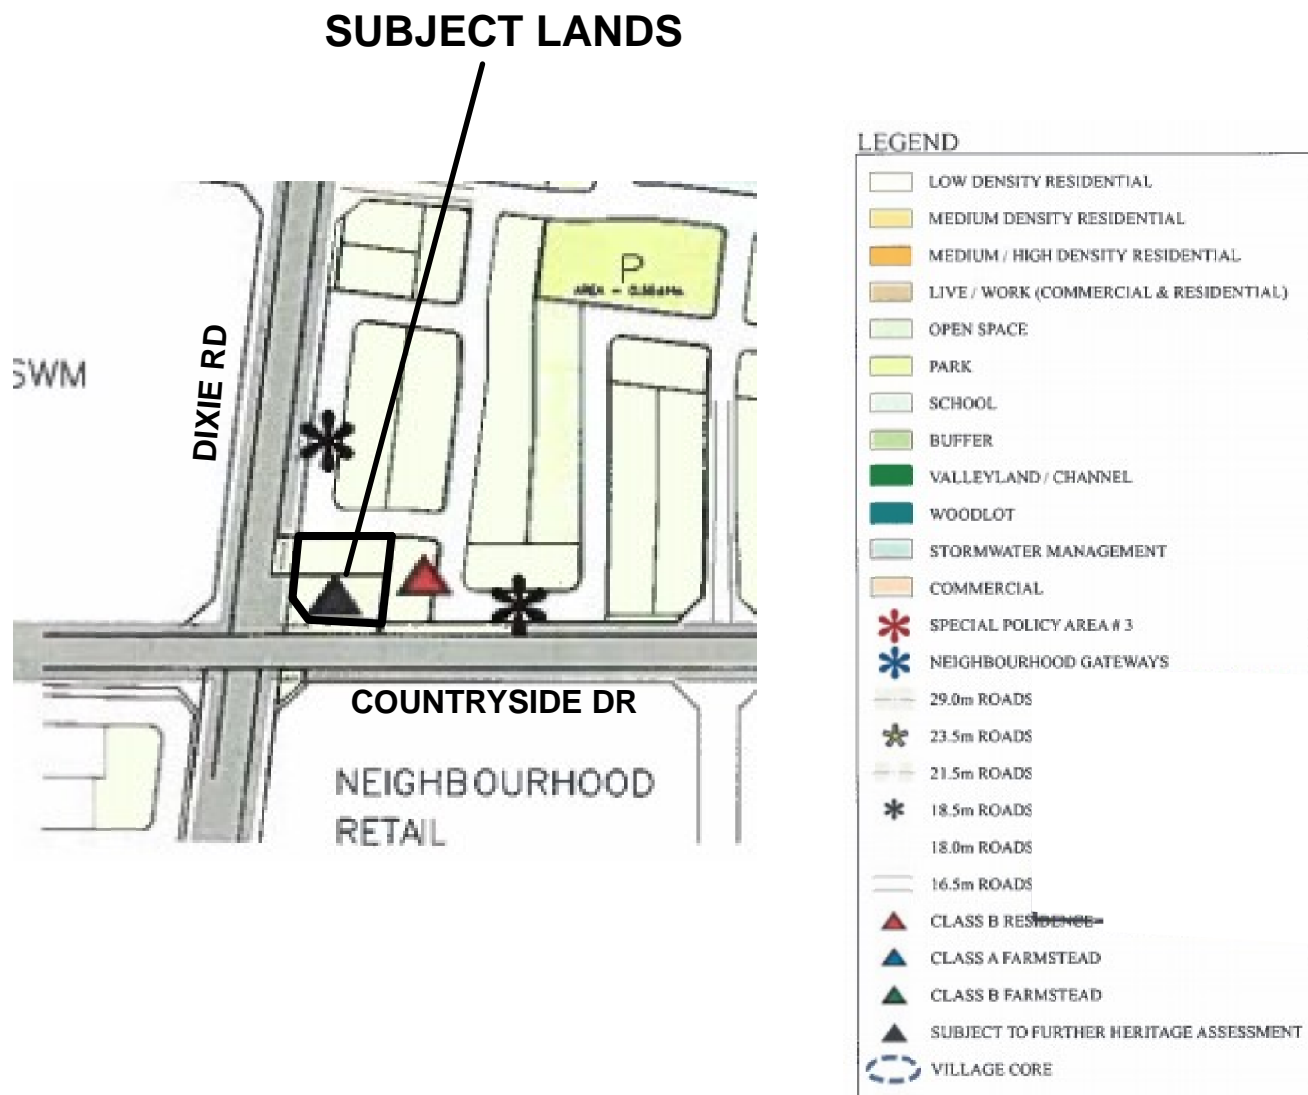 SUBJECT LANDS
SWM
DIXIE RD
P
COUNTRYSIDE DR
NEIGHBOURHOOD
RETAIL
LEGEND
LOW DENSITY RESIDENTIAL
MEDIUM DENSITY RESIDENTIAL
MEDIUM / HIGH DENSITY RESIDENTIAL
LIVE / WORK (COMMERCIAL & RESIDENTIAL)
OPEN SPACE
PARK
SCHOOL
BUFFER
VALLEYLAND / CHANNEL
WOODLOT
STORMWATER MANAGEMENT
COMMERCIAL
SPECIAL POLICY AREA # 3
NEIGHBOURHOOD GATEWAYS
29.0m ROADS
23.5m ROADS
21.5m ROADS
18.5m ROADS
18.0m ROADS
16.5m ROADS
CLASS B RESIDENCE
CLASS A FARMSTEAD
CLASS B FARMSTEAD
SUBJECT TO FURTHER HERITAGE ASSESSMENT
VILLAGE CORE